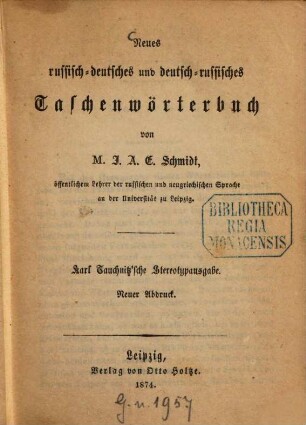 Neues
russisch-deutsches und deutsch-russisches
Taschenwörterbuch
von
M. J. A. E. Schmidt,
öffentlichem Lehrer der russischen und neugriechischen Sprache
an der Universität zu Leipzig.
BIBLIOTHECA
REGIA
MONACENSIS
Karl Tauchnitz'sche Stereotypausgabe.
Neuer Abdruck.
Leipzig,
Verlag von Otto Holtze.
1874.
G. n. 1957